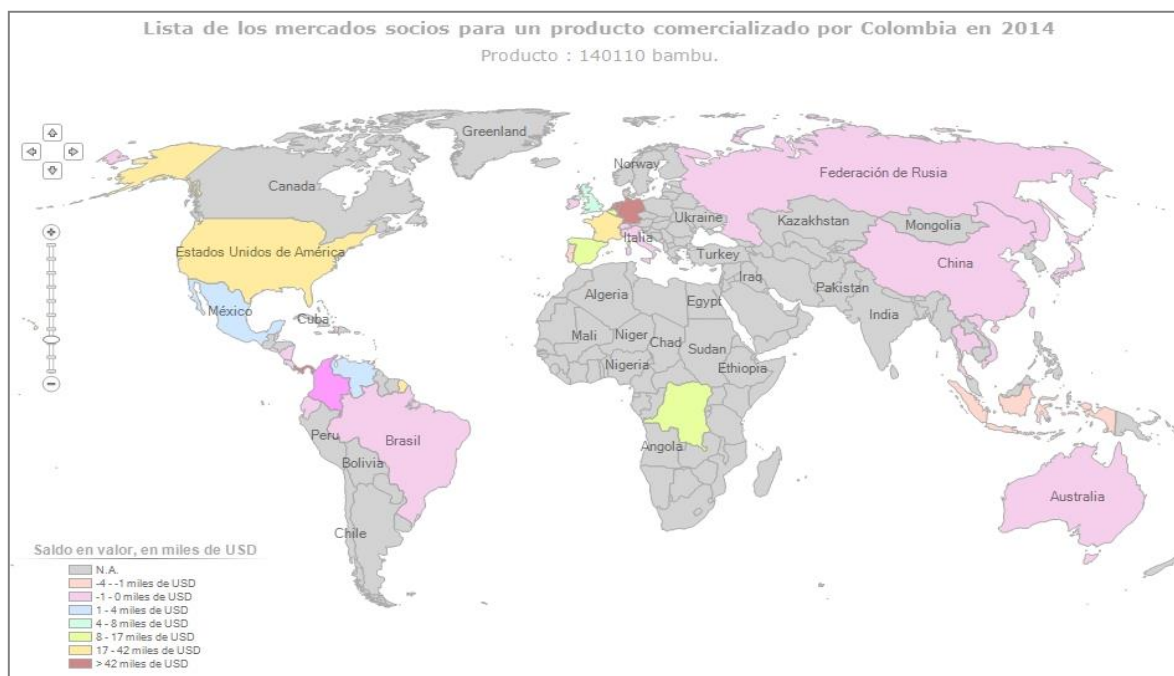 Lista de los mercados socios para un producto comercializado por Colombia en 2014
Producto : 140110 bambu.
Greenland
Norway
Canada
Federación de Rusia
Ukraine
Kazakhstan
Mongolia
Estados Unidos de América
Italia
Turkey
China
Iraq
Pakistan
México
Algeria
Egypt
India
Cuba
Mali
Niger
Chad
Sudan
Nigeria
Ethiopia
Peru
Brasil
Angola
Bolivia
Australia
Chile
Saldo en valor, en miles de USD
N.A.
-4 - -1 miles de USD
-1 - 0 miles de USD
1 - 4 miles de USD
4 - 8 miles de USD
8 - 17 miles de USD
17 - 42 miles de USD
> 42 miles de USD